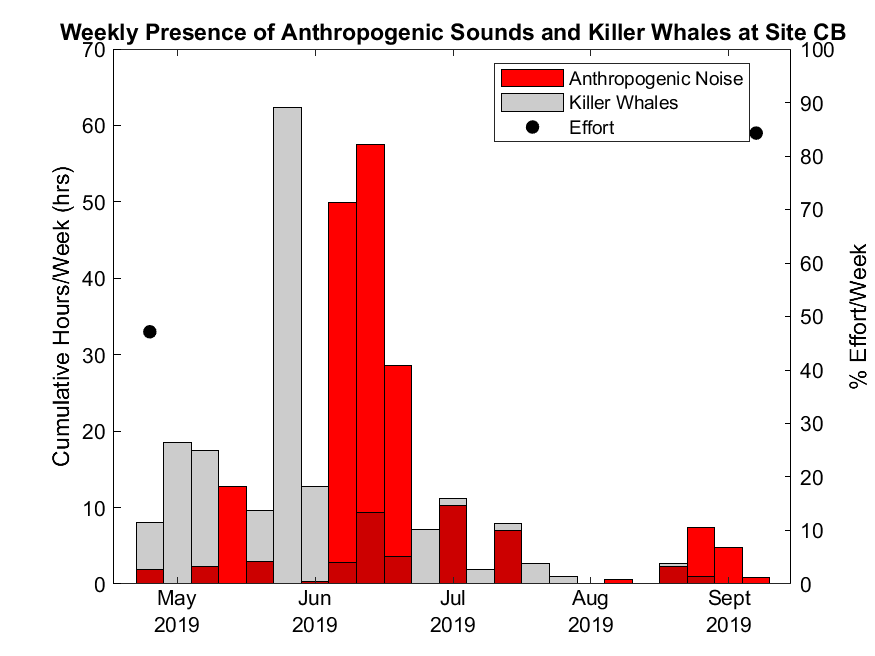 Weekly Presence of Anthropogenic Sounds and Killer Whales at Site CB
70
60
50
40
30
20
10
0
Cumulative Hours/Week (hrs)
Anthropogenic Noise
Killer Whales
Effort
100
90
80
70
60
50
40
30
20
10
0
% Effort/Week
May Jun Jul Aug Sept
2019 2019 2019 2019 2019